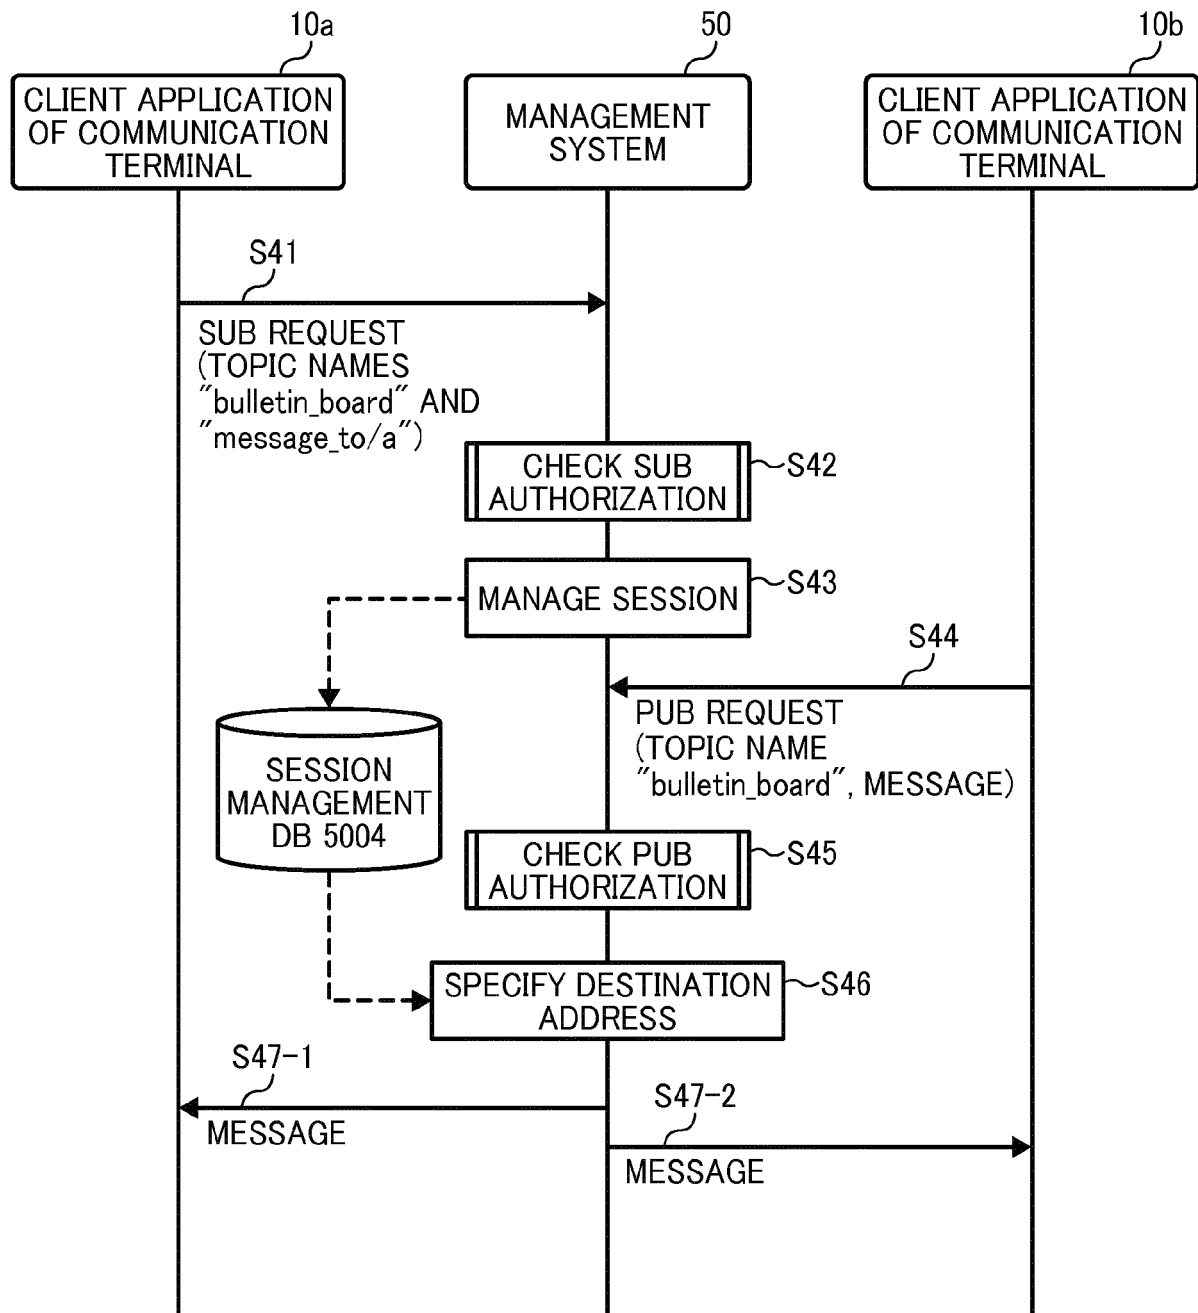 10a
50
10b
CLIENT APPLICATION
OF COMMUNICATION
TERMINAL
MANAGEMENT
SYSTEM
CLIENT APPLICATION
OF COMMUNICATION
TERMINAL
S41
SUB REQUEST
(TOPIC NAMES
"bulletin_board" AND
"message_to/a")
CHECK SUB
AUTHORIZATION
S42
MANAGE SESSION
S43
S44
PUB REQUEST
(TOPIC NAME
"bulletin_board", MESSAGE)
SESSION
MANAGEMENT
DB 5004
CHECK PUB
AUTHORIZATION
S45
SPECIFY DESTINATION
ADDRESS
S46
S47-1
MESSAGE
S47-2
MESSAGE